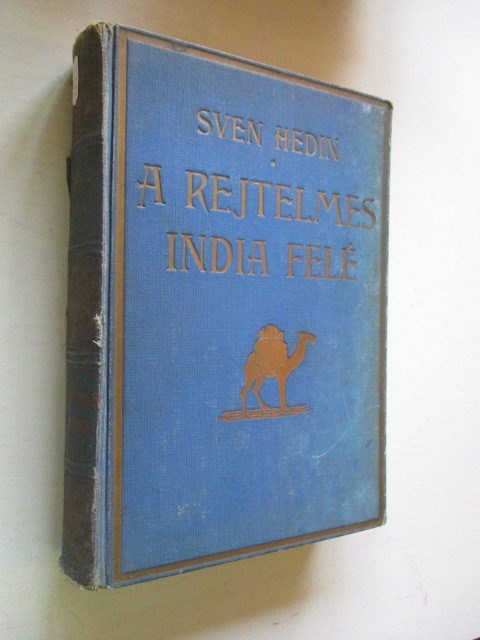 SVEN HEDIN
A REJTELMES
INDIA FELÉ